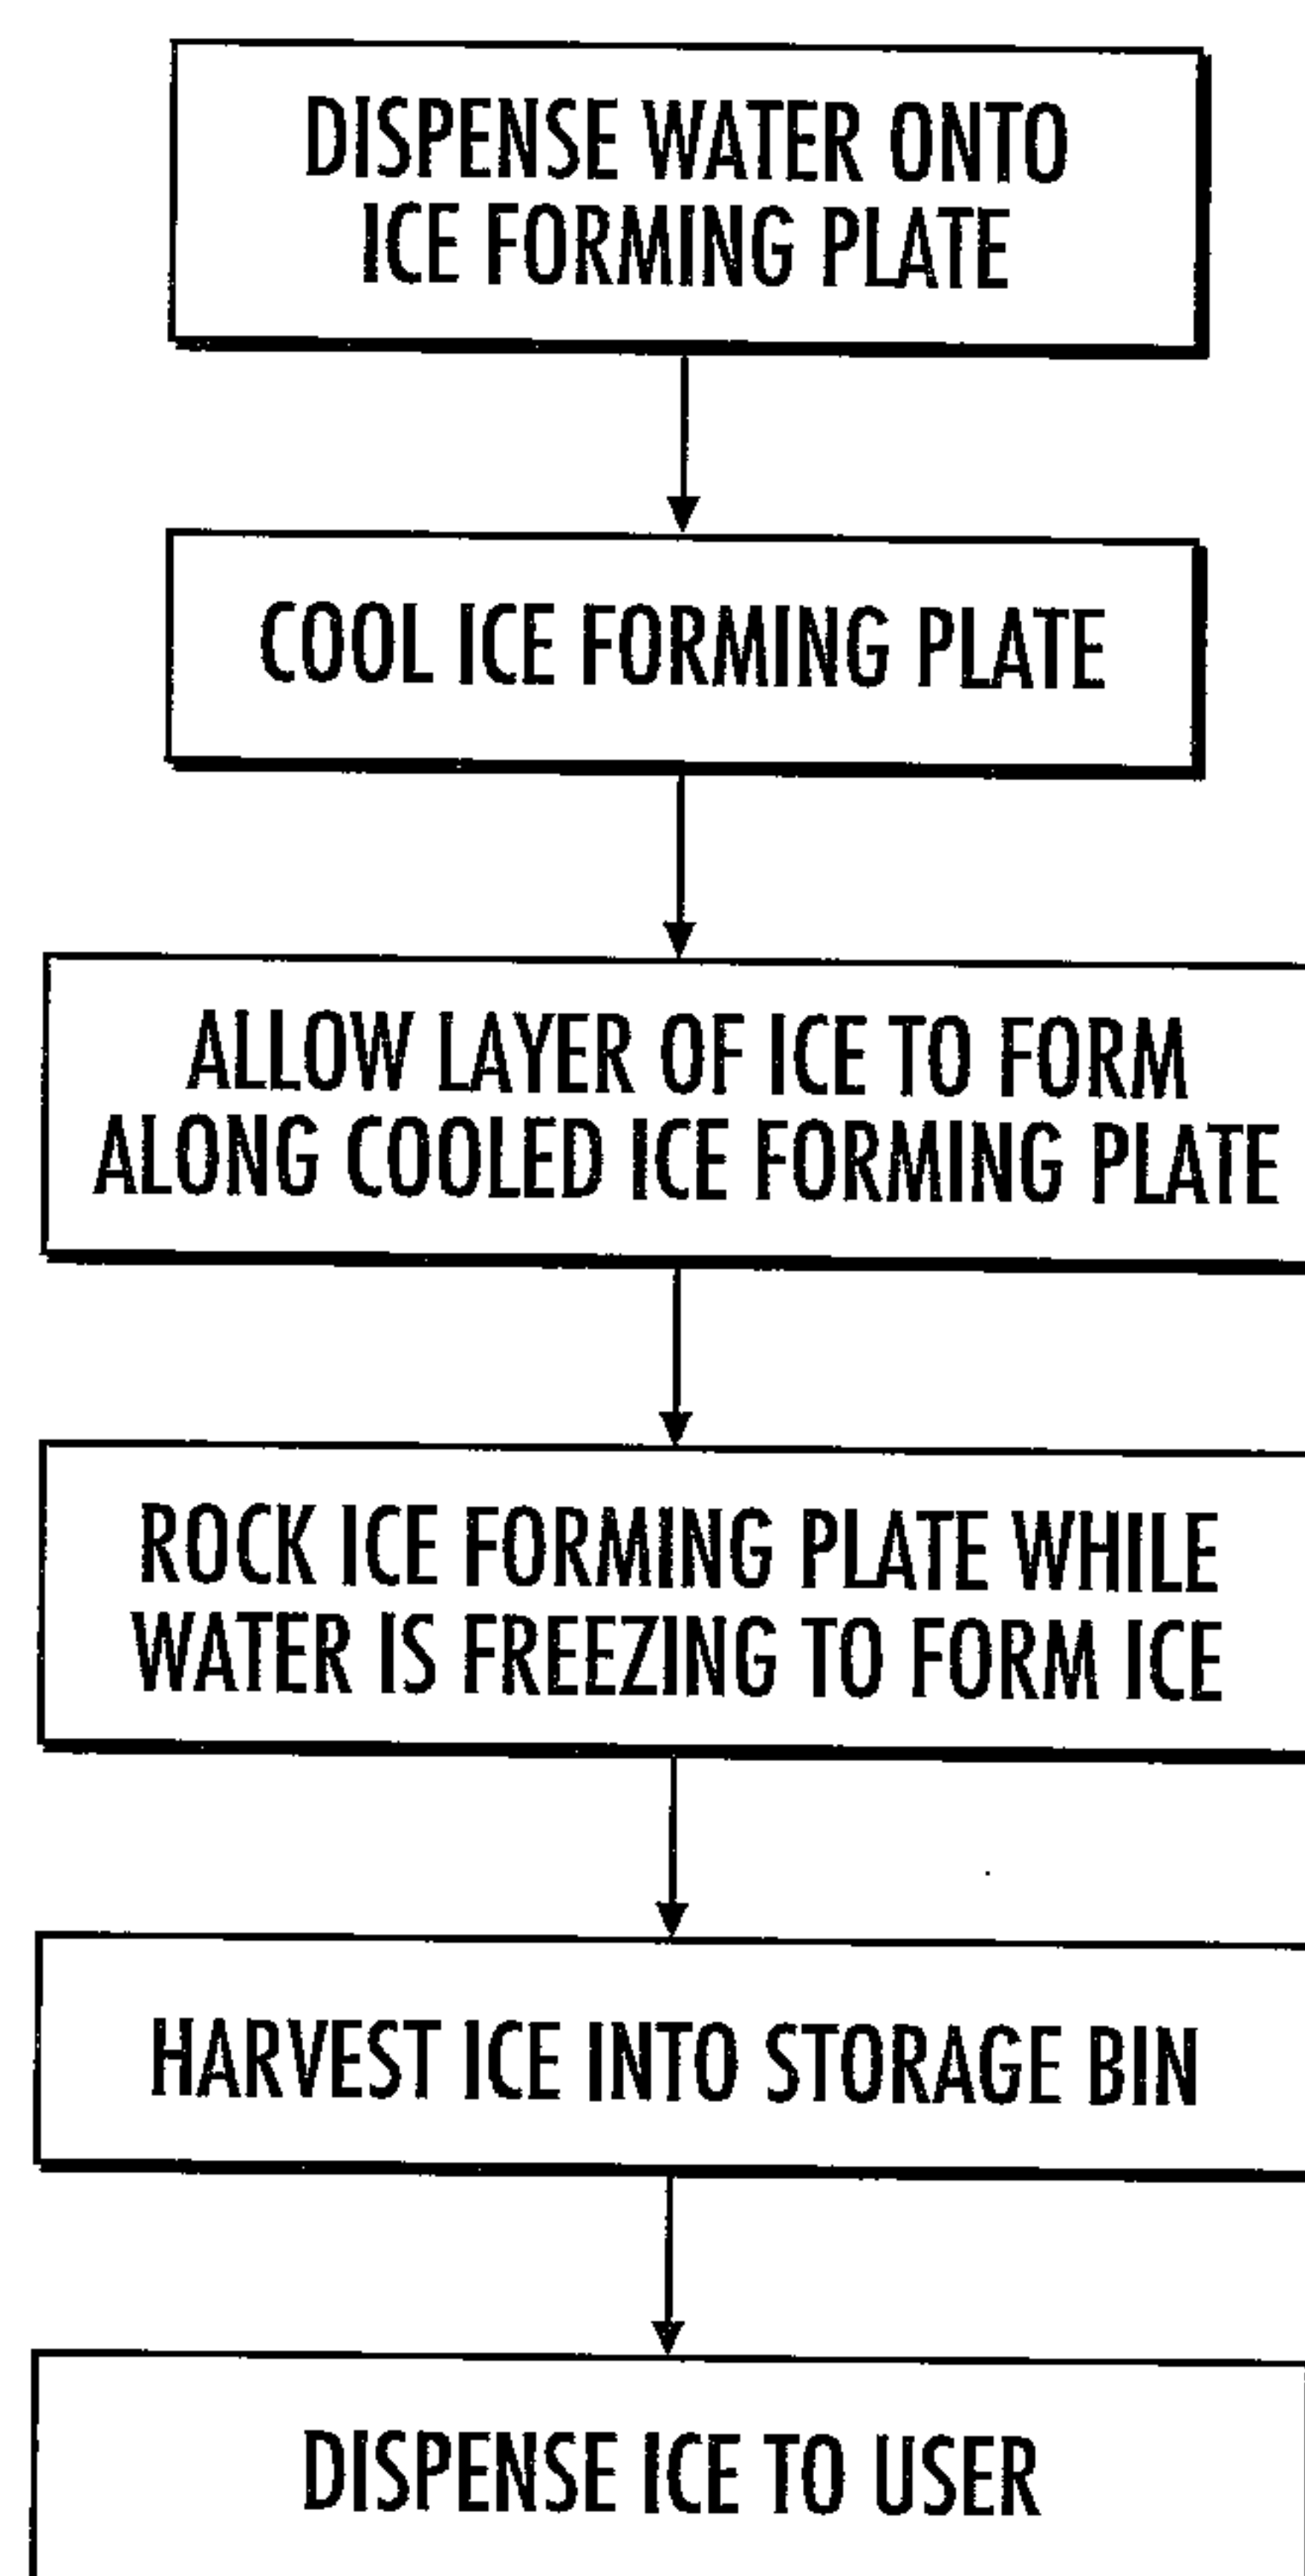 DISPENSE WATER ONTO
ICE FORMING PLATE
COOL ICE FORMING PLATE
ALLOW LAYER OF ICE TO FORM
ALONG COOLED ICE FORMING PLATE
ROCK ICE FORMING PLATE WHILE
WATER IS FREEZING TO FORM ICE
HARVEST ICE INTO STORAGE BIN
DISPENSE ICE TO USER